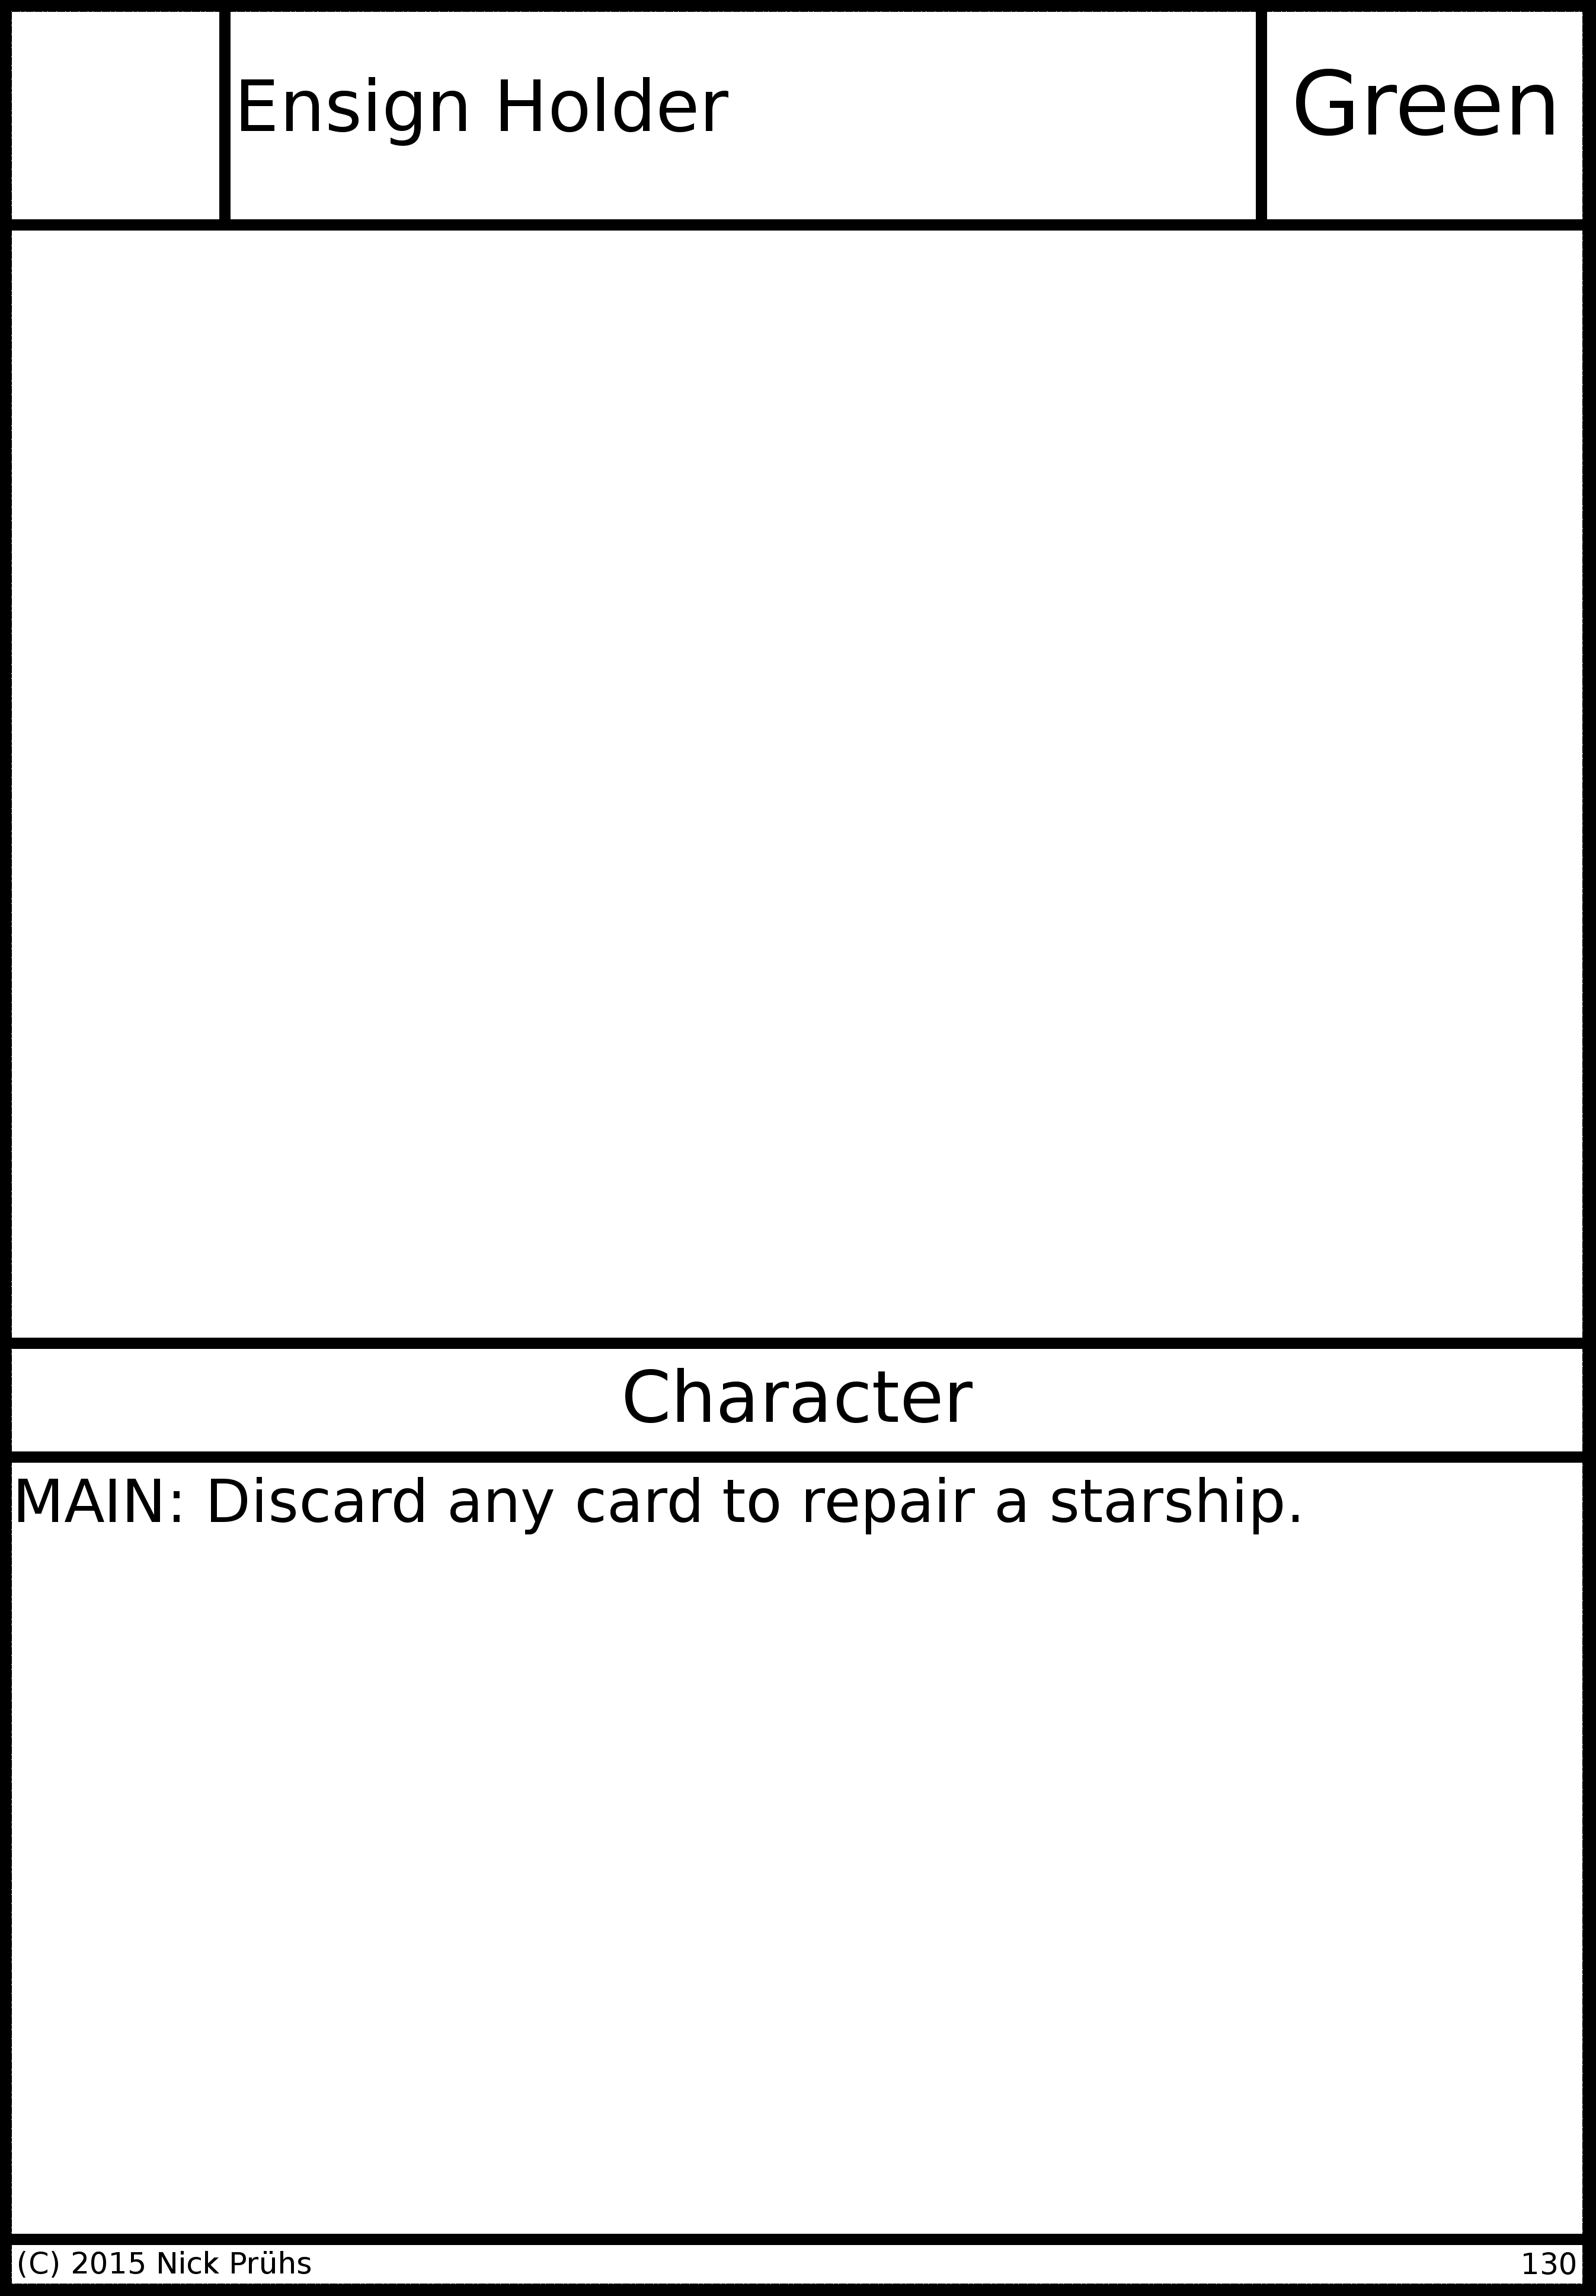 Ensign Holder
Green
Character
MAIN: Discard any card to repair a starship.
(C) 2015 Nick Prühs
130